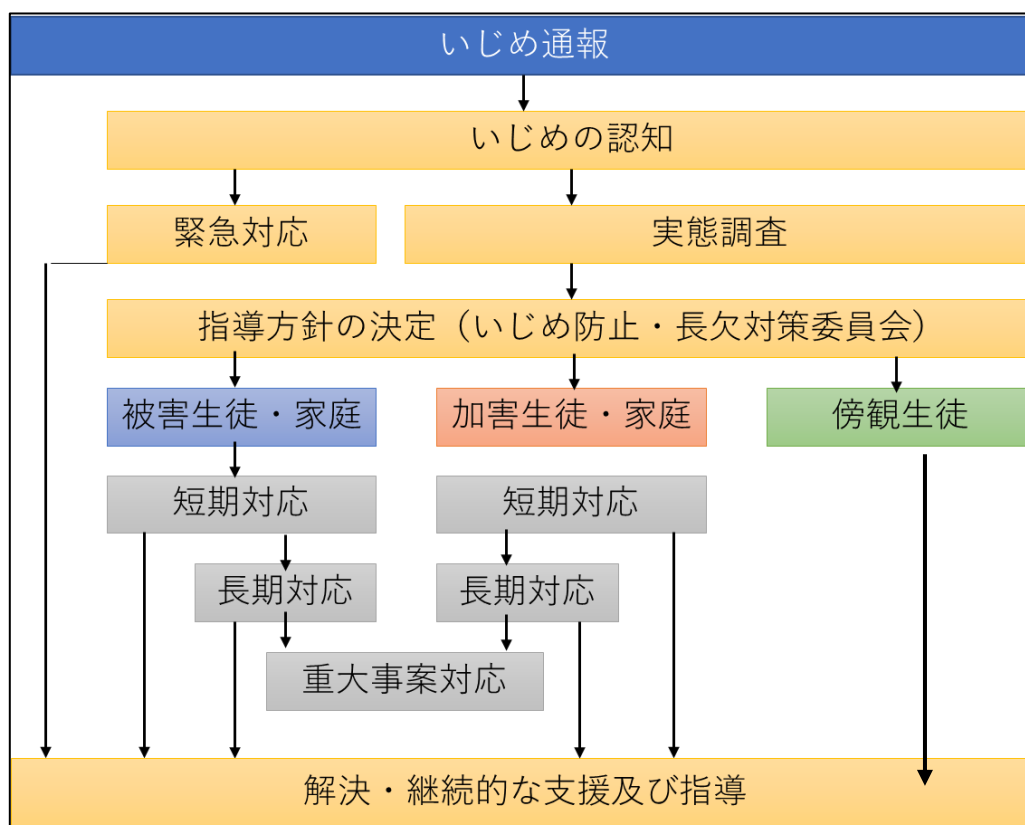 いじめ通報
いじめの認知
緊急対応
実態調査
指導方針の決定（いじめ防止・長欠対策委員会）
被害生徒・家庭
加害生徒・家庭
傍観生徒
短期対応
短期対応
長期対応
長期対応
重大事案対応
解決・継続的な支援及び指導